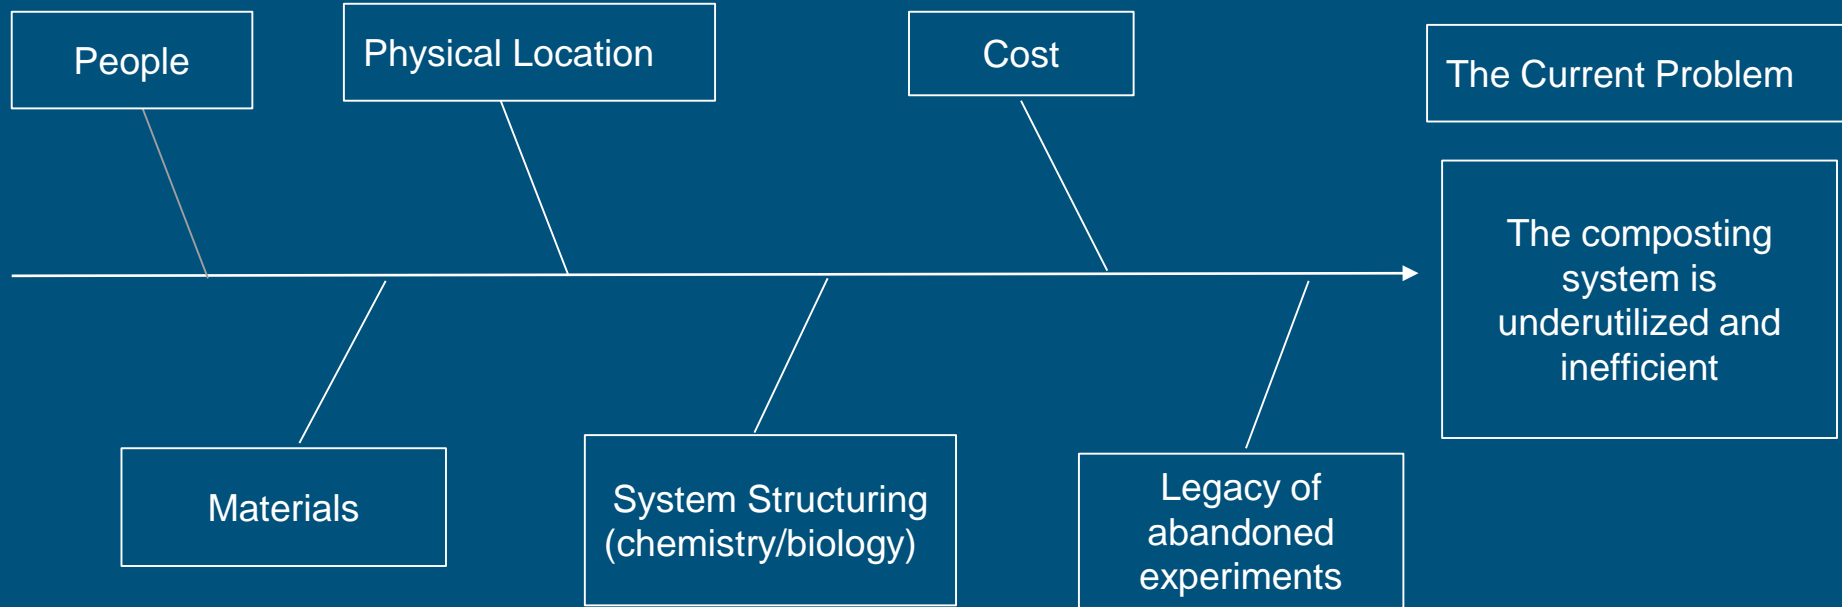 People
Physical Location
Cost
The Current Problem
The composting
system is
underutilized and
inefficient
Materials
System Structuring
(chemistry/biology)
Legacy of
abandoned
experiments